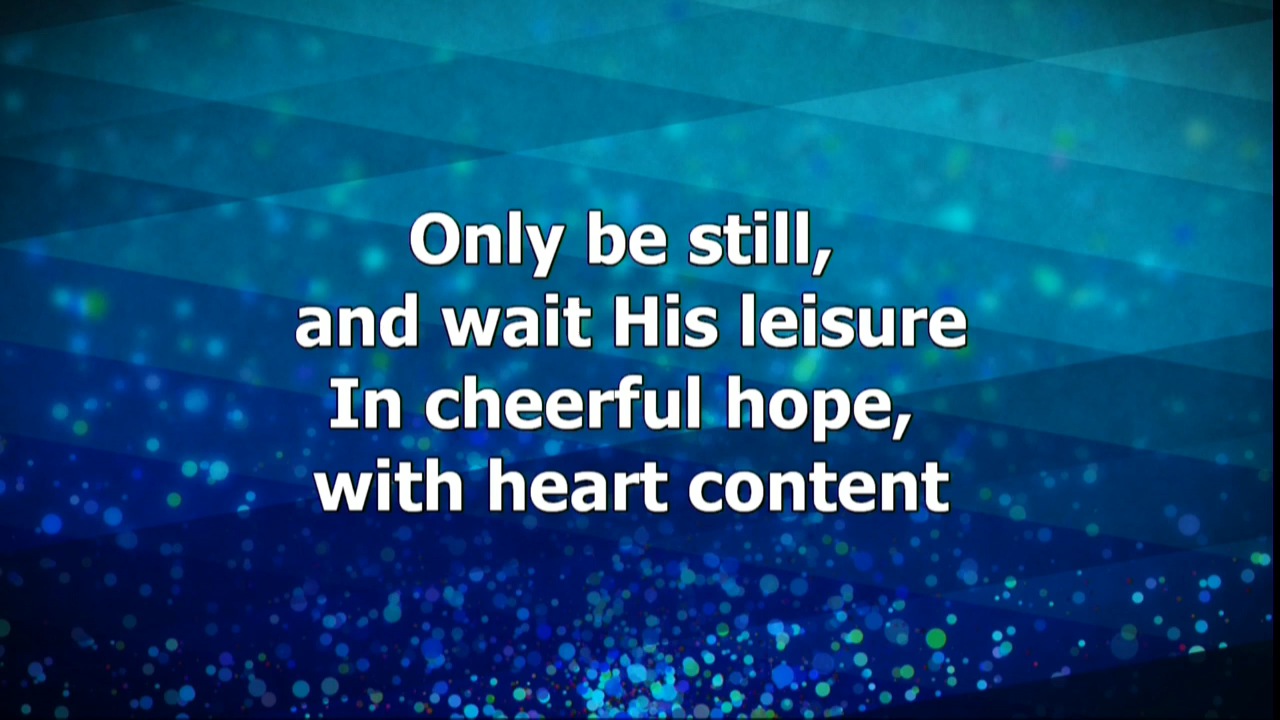 Only be still,
and wait His leisure
In cheerful hope,
with heart content